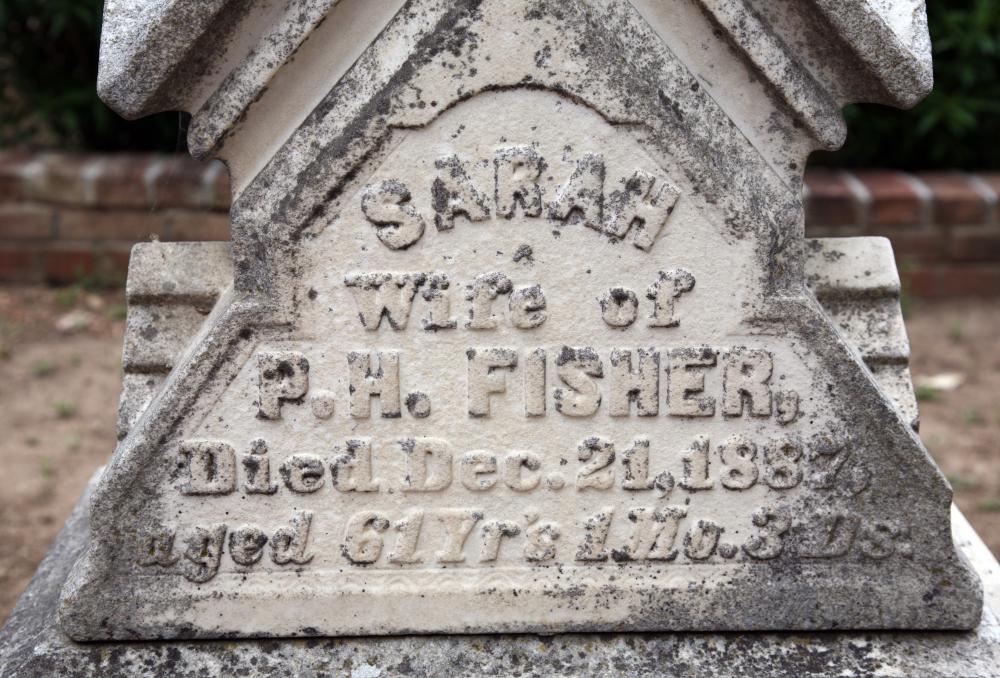 SARAH
Wife of
P. H. FISHER,
Died Dec. 21, 1887,
aged 61 Yr's 1 Mo. 3 Ds.